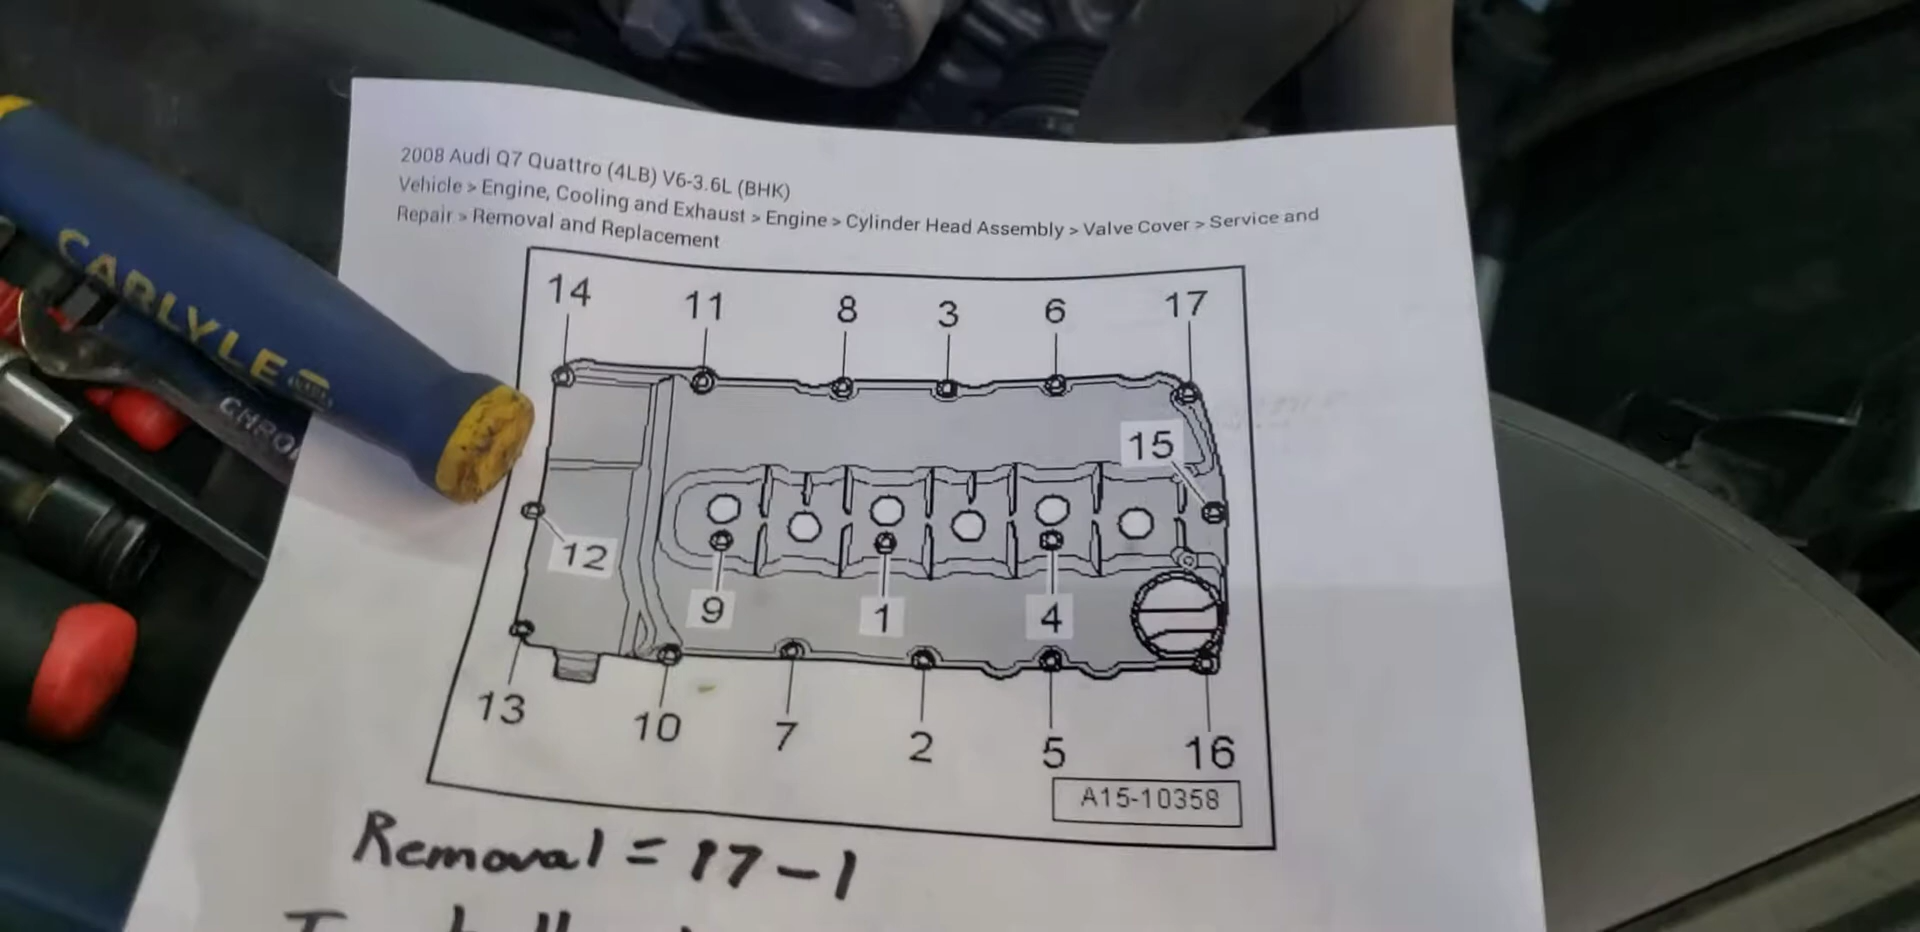 2008 Audi Q7 Quattro (4LB) V6-3.6L (BHK)
Vehicle > Engine, Cooling and Exhaust > Engine > Cylinder Head Assembly > Valve Cover > Service and
Repair > Removal and Replacement
14 11 8 3 6 17
15
12
9 1 4
13 10 7 2 5 16
A15-10358
Removal = 17-1
CARLYLE